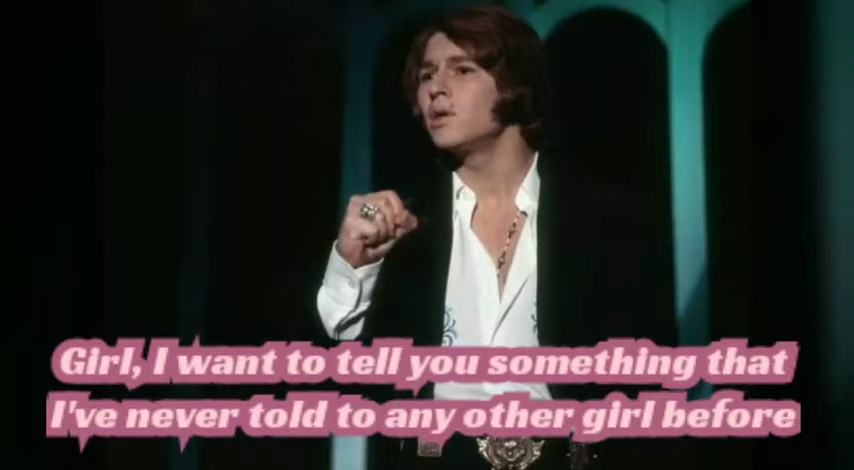 Girl, I want to tell you something that
I've never told to any other girl before